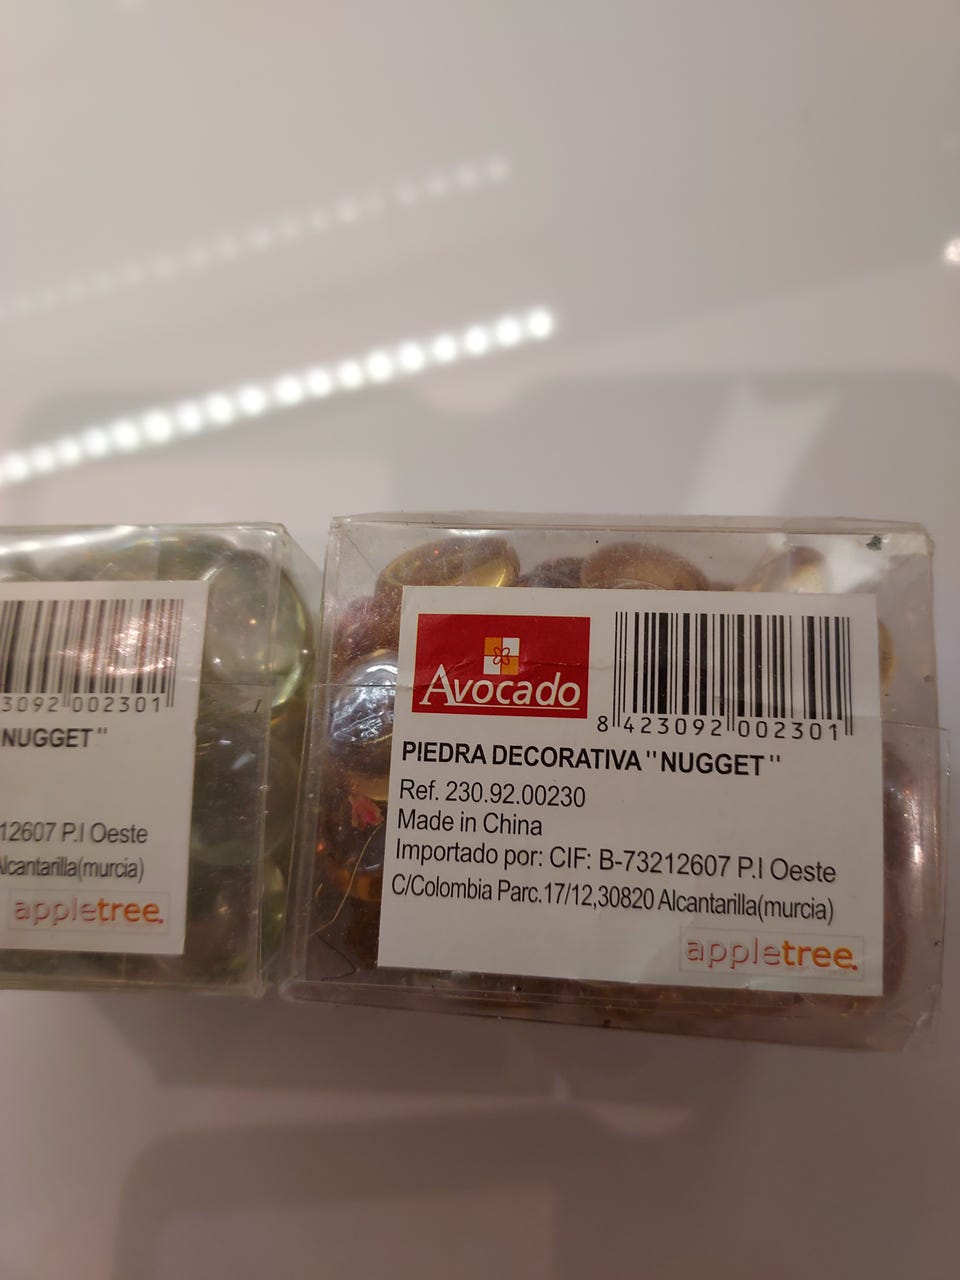 3092 002301
NUGGET"
12607 P.I Oeste
Alcantarilla(murcia)
appletree.
Avocado
8 423092 002301
PIEDRA DECORATIVA "NUGGET"
Ref. 230.92.00230
Made in China
Importado por: CIF: B-73212607 P.I Oeste
C/Colombia Parc.17/12,30820 Alcantarilla(murcia)
appletree.